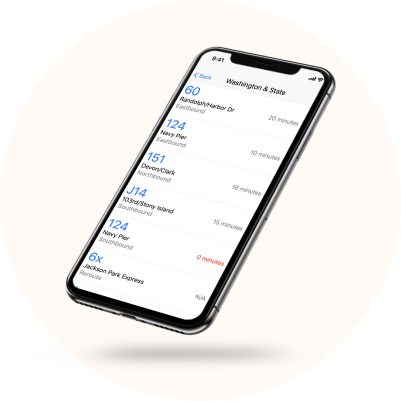 9:41
Back
Washington & State
60
Randolph/Harbor Dr
Eastbound
20 minutes
124
Navy Pier
Eastbound
10 minutes
151
Devon/Clark
Northbound
16 minutes
J14
103rd/Stony Island
Southbound
15 minutes
124
Navy Pier
Southbound
0 minutes
6x
Jackson Park Express
Reroute
N/A